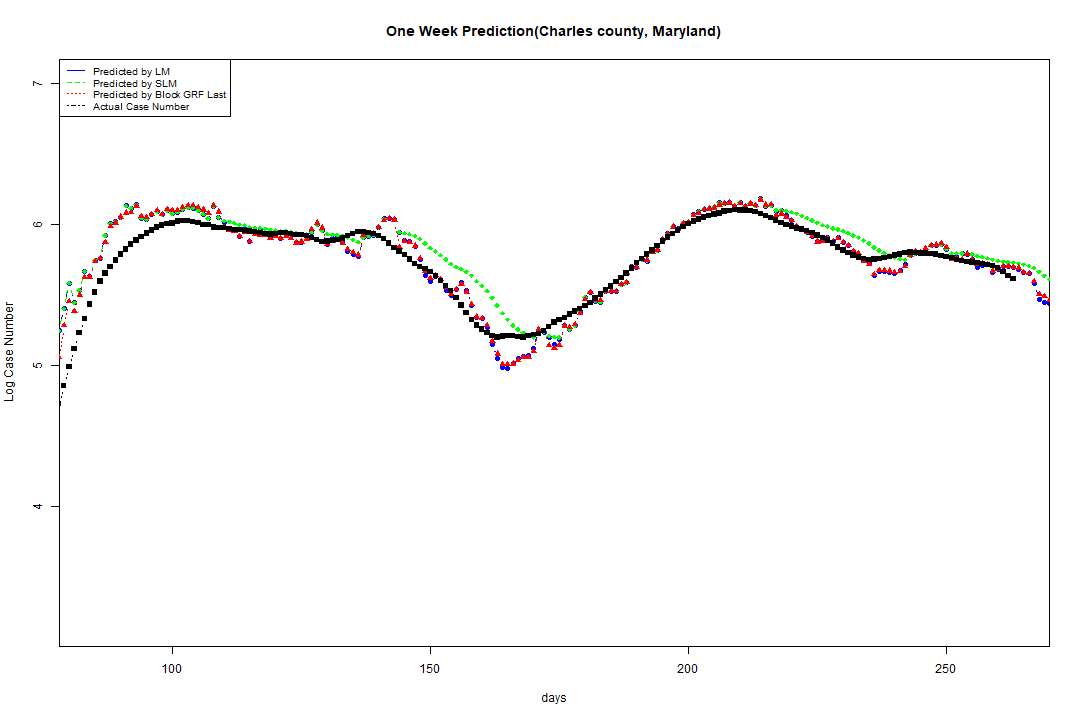 One Week Prediction(Charles county, Maryland)
Predicted by LM
Predicted by SLM
Predicted by Block GRF Last
Actual Case Number
7
6
5
4
Log Case Number
100 150 200 250
days